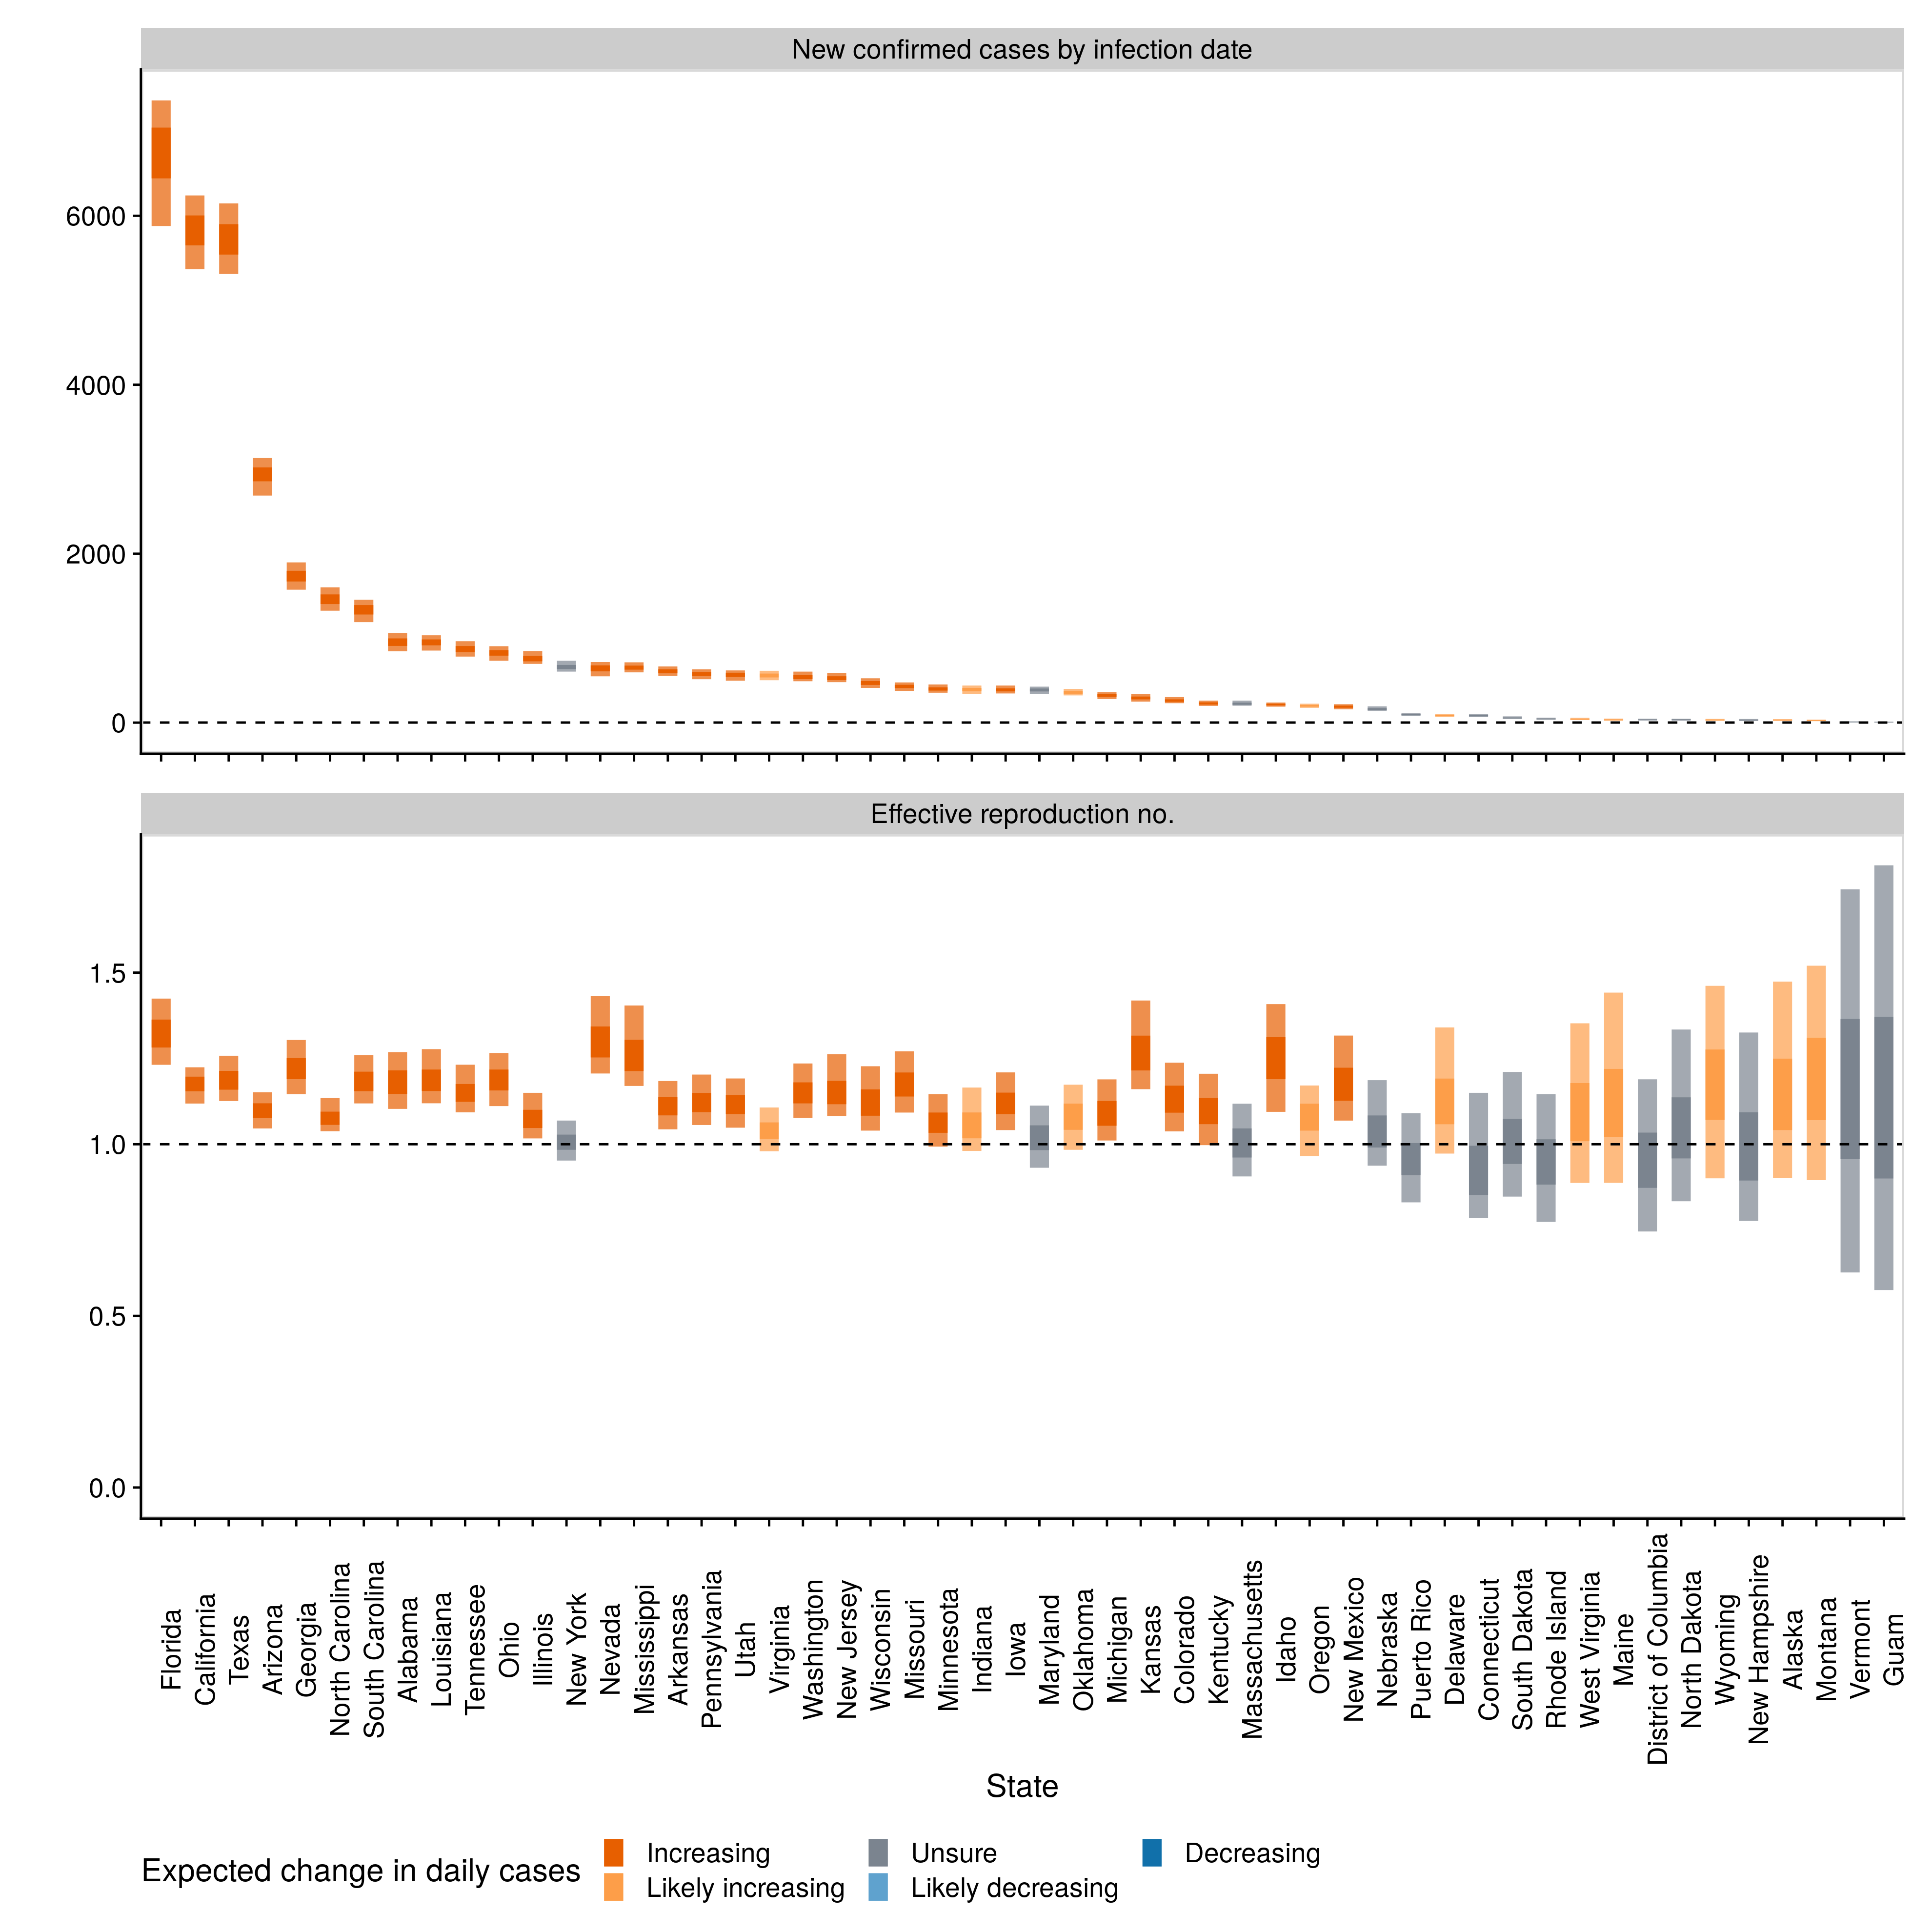 New confirmed cases by infection date
6000
4000
2000
0
Effective reproduction no.
1.5
1.0
0.5
0.0
Florida
California
Texas
Arizona
Georgia
North Carolina
South Carolina
Alabama
Louisiana
Tennessee
Ohio
Illinois
New York
Nevada
Mississippi
Arkansas
Pennsylvania
Utah
Virginia
Washington
New Jersey
Wisconsin
Missouri
Minnesota
Indiana
Iowa
Maryland
Oklahoma
Michigan
Kansas
Colorado
Kentucky
Massachusetts
Idaho
Oregon
New Mexico
Nebraska
Puerto Rico
Delaware
Connecticut
South Dakota
Rhode Island
West Virginia
Maine
District of Columbia
North Dakota
Wyoming
New Hampshire
Alaska
Montana
Vermont
Guam
State
Expected change in daily cases
Increasing
Unsure
Decreasing
Likely increasing
Likely decreasing